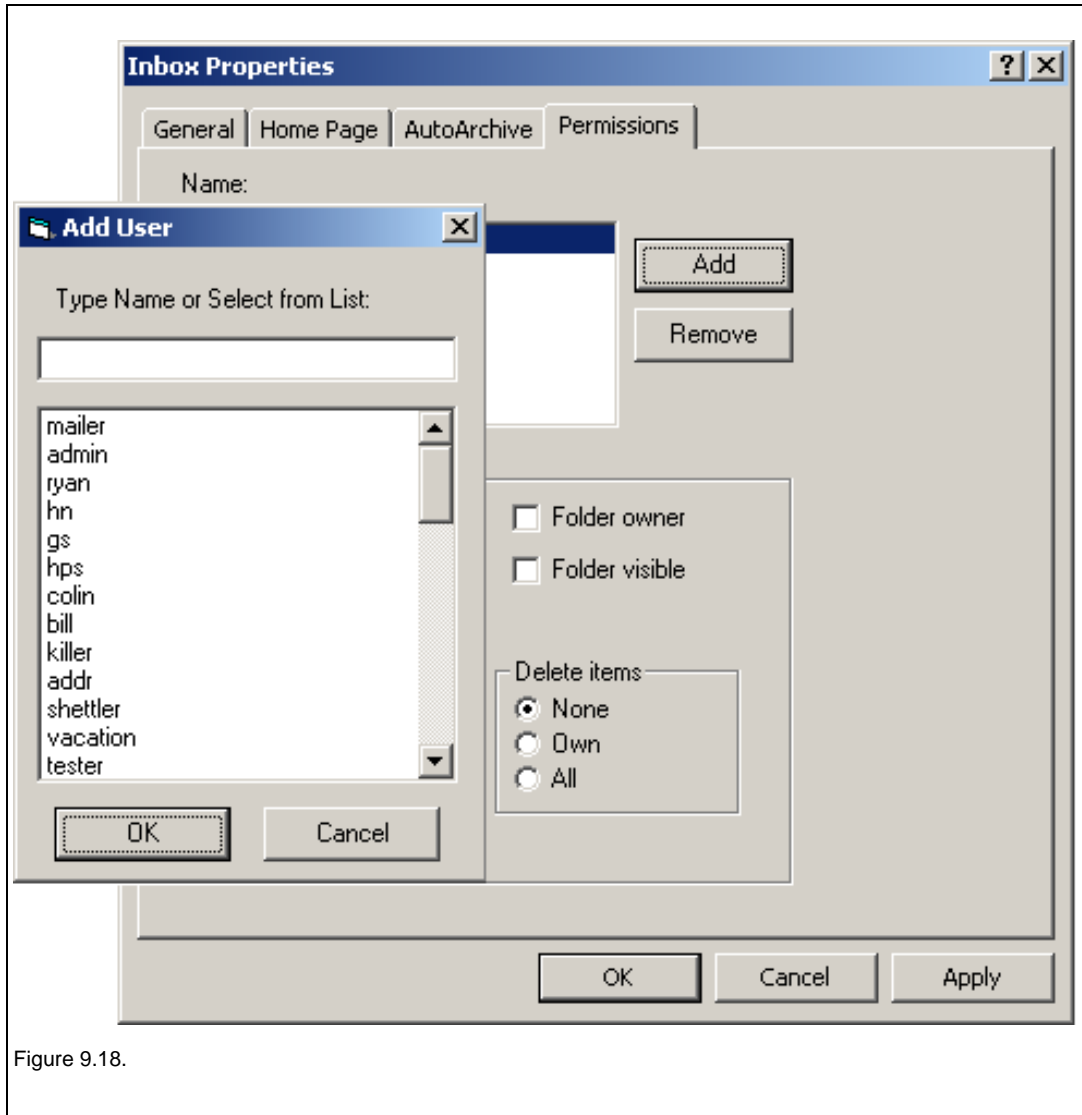 Inbox Properties
General Home Page AutoArchive Permissions
Name:
Add User
Type Name or Select from List:
mailer
admin
ryan
hn
gs
hps
colin
bill
killer
addr
shettler
vacation
tester
OK Cancel
Add
Remove
Folder owner
Folder visible
Delete items
None
Own
All
OK Cancel Apply
Figure 9.18.